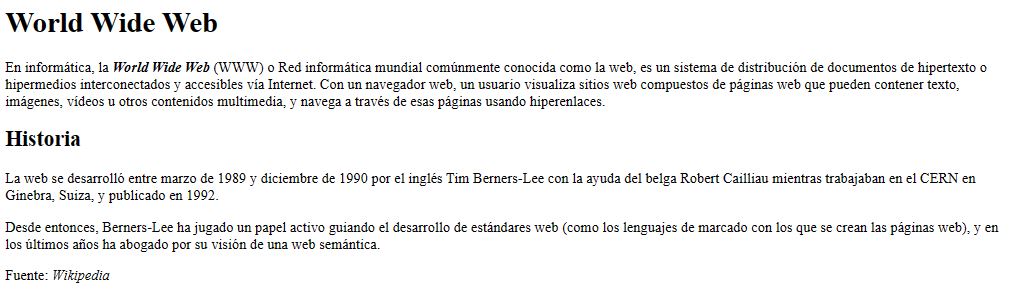 World Wide Web
En informática, la World Wide Web (WWW) o Red informática mundial comúnmente conocida como la web, es un sistema de distribución de documentos de hipertexto o
hipermedios interconectados y accesibles vía Internet. Con un navegador web, un usuario visualiza sitios web compuestos de páginas web que pueden contener texto,
imágenes, vídeos u otros contenidos multimedia, y navega a través de esas páginas usando hiperenlaces.
Historia
La web se desarrolló entre marzo de 1989 y diciembre de 1990 por el inglés Tim Berners-Lee con la ayuda del belga Robert Cailliau mientras trabajaban en el CERN en
Ginebra, Suiza, y publicado en 1992.
Desde entonces, Berners-Lee ha jugado un papel activo guiando el desarrollo de estándares web (como los lenguajes de marcado con los que se crean las páginas web), y en
los últimos años ha abogado por su visión de una web semántica.
Fuente: Wikipedia